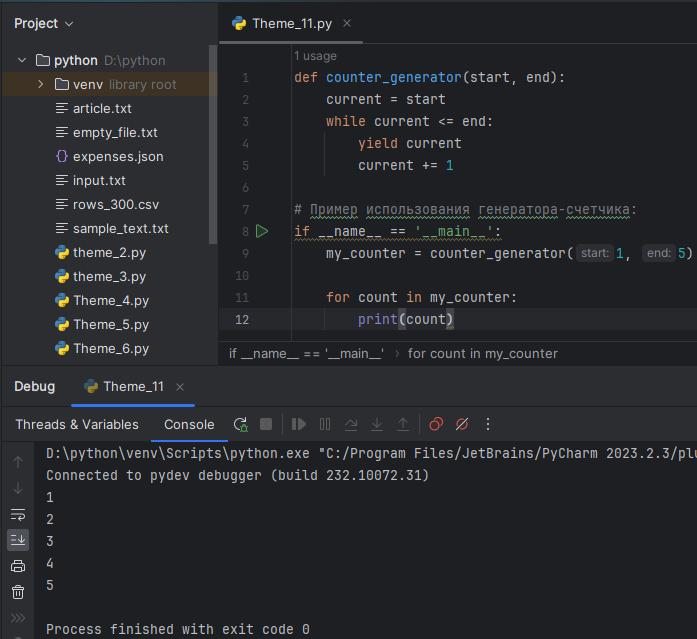 Project
Theme_11.py
python D:\python
venv library root
article.txt
empty_file.txt
expenses.json
input.txt
rows_300.csv
sample_text.txt
theme_2.py
theme_3.py
Theme_4.py
Theme_5.py
Theme_6.py
1 usage
1 def counter_generator(start, end):
2 current = start
3 while current <= end:
4 yield current
5 current += 1
6
7 # Пример использования генератора-счетчика:
8 if __name__ == '__main__':
9 my_counter = counter_generator( start: 1, end: 5)
10
11 for count in my_counter:
12 print(count)
if __name__ == '__main__' › for count in my_counter
Debug Theme_11
Threads & Variables Console
D:\python\venv\Scripts\python.exe "C:/Program Files/JetBrains/PyCharm 2023.2.3/plu
Connected to pydev debugger (build 232.10072.31)
1
2
3
4
5
Process finished with exit code 0